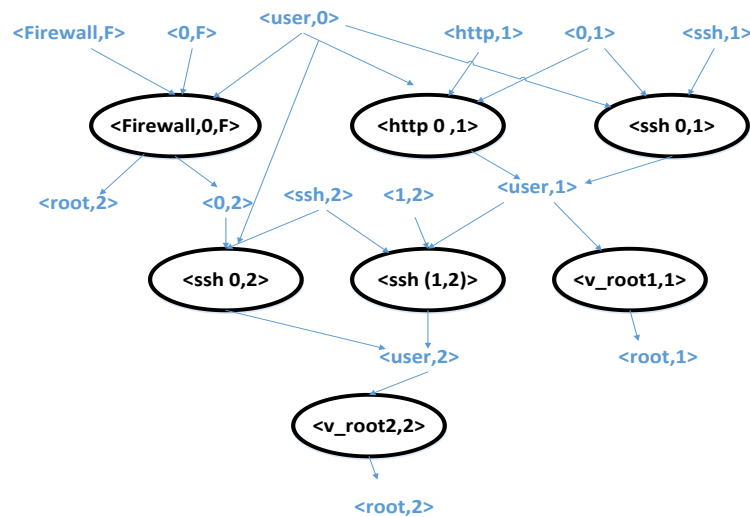 <user,0>
<Firewall,F>
<0,F>
<http,1>
<0,1>
<ssh,1>
<Firewall,0,F>
<http 0 ,1>
<ssh 0,1>
<root,2>
<0,2>
<ssh,2>
<1,2>
<user,1>
<ssh 0,2>
<ssh (1,2)>
<v_root1,1>
<user,2>
<root,1>
<v_root2,2>
<root,2>